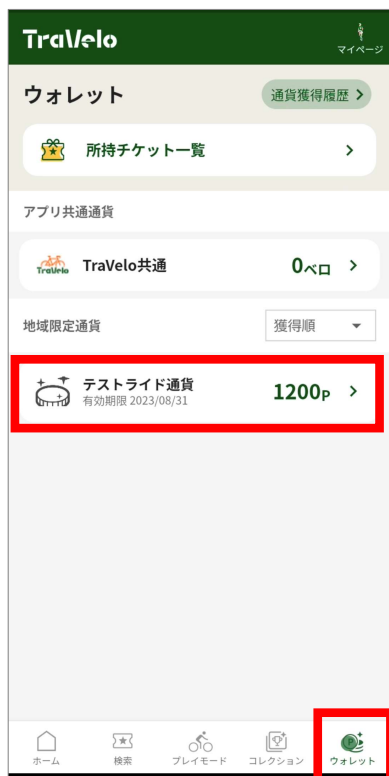 TraVelo
マイページ
ウォレット
通貨獲得履歴
所持チケット一覧
アプリ共通通貨
TraVelo
TraVelo共通
0ベロ
地域限定通貨
獲得順
テストライド通貨
有効期限 2023/08/31
1200P
ホーム
検索
プレイモード
コレクション
ウォレット